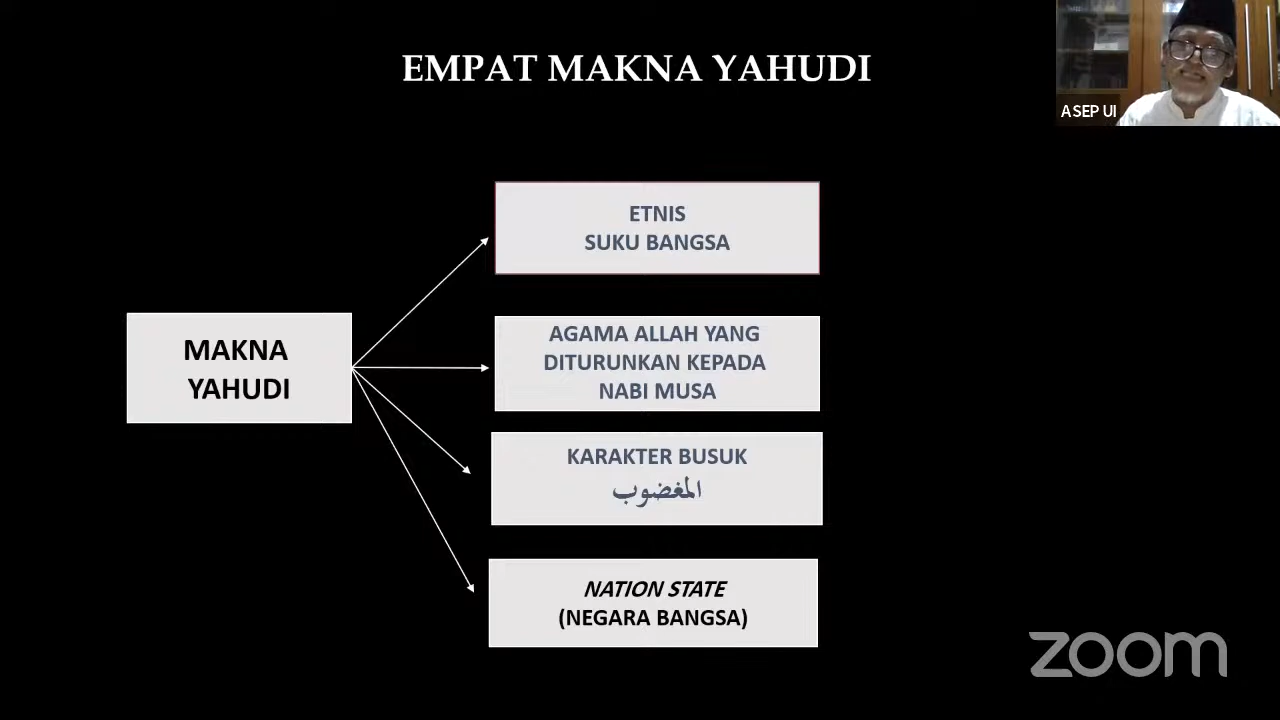 EMPAT MAKNA YAHUDI
ASEP UI
ETNIS
SUKU BANGSA
MAKNA
YAHUDI
AGAMA ALLAH YANG
DITURUNKAN KEPADA
NABI MUSA
KARAKTER BUSUK
المغضوب
NATION STATE
(NEGARA BANGSA)
zoom